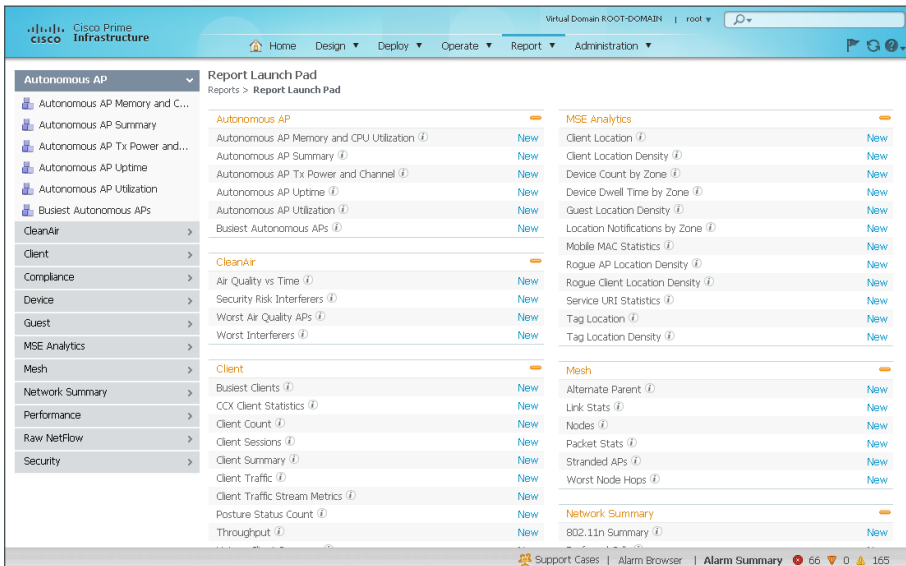 Virtual Domain ROOT-DOMAIN | root
Cisco Prime
CISCO Infrastructure
Home Design Deploy Operate Report Administration
Autonomous AP
Autonomous AP Memory and C...
Autonomous AP Summary
Autonomous AP Tx Power and...
Autonomous AP Uptime
Autonomous AP Utilization
Busiest Autonomous APs
CleanAir
Client
Compliance
Device
Guest
MSE Analytics
Mesh
Network Summary
Performance
Raw NetFlow
Security
Report Launch Pad
Reports > Report Launch Pad
Autonomous AP
Autonomous AP Memory and CPU Utilization New
Autonomous AP Summary New
Autonomous AP Tx Power and Channel New
Autonomous AP Uptime New
Autonomous AP Utilization New
Busiest Autonomous APs New
CleanAir
Air Quality vs Time New
Security Risk Interferers New
Worst Air Quality APs New
Worst Interferers New
Client
Busiest Clients New
CCX Client Statistics New
Client Count New
Client Sessions New
Client Summary New
Client Traffic New
Client Traffic Stream Metrics New
Posture Status Count New
Throughput New
MSE Analytics
Client Location New
Client Location Density New
Device Count by Zone New
Device Dwell Time by Zone New
Guest Location Density New
Location Notifications by Zone New
Mobile MAC Statistics New
Rogue AP Location Density New
Rogue Client Location Density New
Service URI Statistics New
Tag Location New
Tag Location Density New
Mesh
Alternate Parent New
Link Stats New
Nodes New
Packet Stats New
Stranded APs New
Worst Node Hops New
Network Summary
802.11n Summary New
Support Cases | Alarm Browser | Alarm Summary 66 0 165